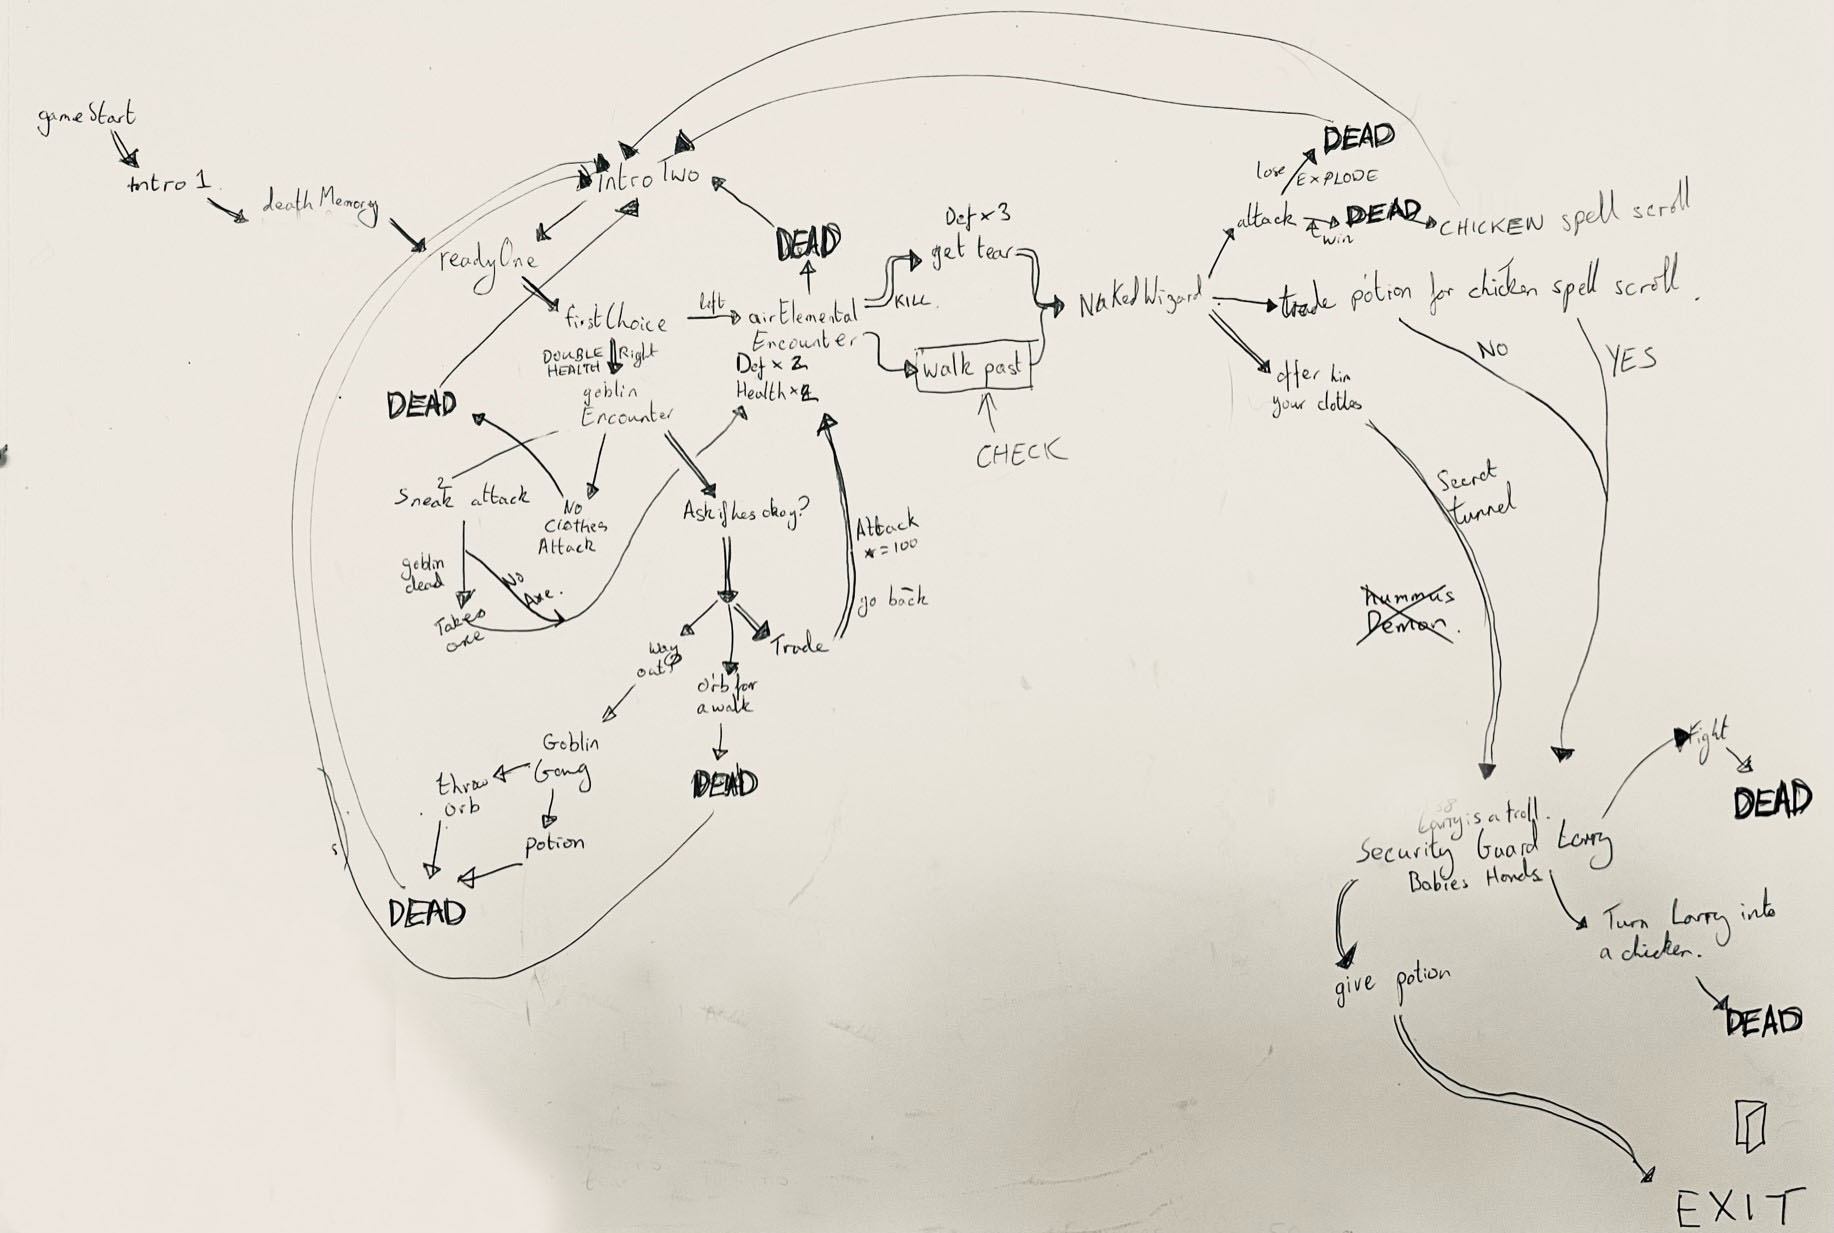 gameStart
Intro 1
death Memory
readyOne
Intro Two
firstChoice
left
airElemental
Encounter
Def x 2
Health x 2
DEAD
KILL
Def x 3
get tear
walk past
CHECK
NakedWizard
attack
lose
EXPLODE
DEAD
win
DEAD
CHICKEN spell scroll
trade potion for chicken spell scroll.
NO
YES
offer him
your clothes
Secret
tunnel
Hummus
Demon.
DOUBLE
HEALTH
Right
goblin
Encounter
DEAD
2
Sneak attack
No
Clothes
Attack
goblin
dead
No
Axe.
Takes
axe
Ask if hes okay?
Attack
*=100
go back
Way
out?
Trade
Orb for
a walk
DEAD
Goblin
Gang
throw
orb
potion
DEAD
Larry is a troll.
Security Guard Larry
Babies Hands
Fight
DEAD
Turn Larry into
a chicken.
DEAD
give potion
EXIT